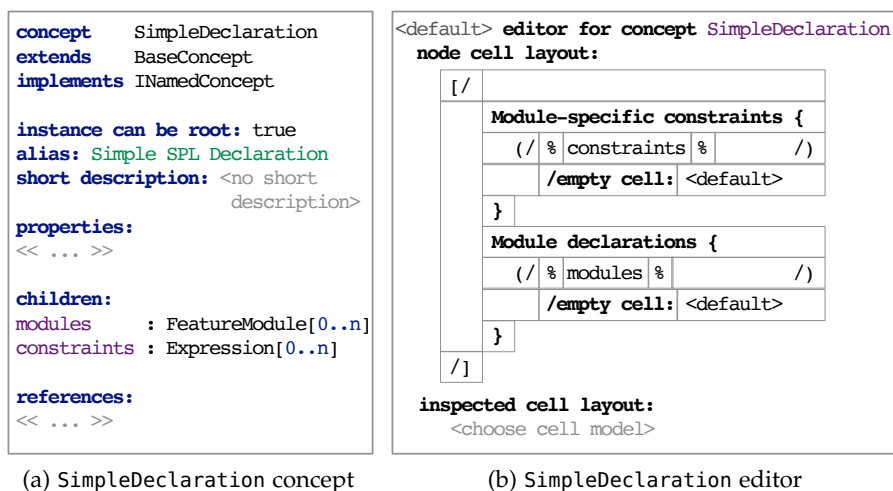 concept SimpleDeclaration
extends BaseConcept
implements INamedConcept
instance can be root: true
alias: Simple SPL Declaration
short description: <no short
description>
properties:
<< ... >>
children:
modules : FeatureModule[0..n]
constraints : Expression[0..n]
references:
<< ... >>
(a) SimpleDeclaration concept
<default> editor for concept SimpleDeclaration
node cell layout:
[/
Module-specific constraints {
(/ % constraints % /)
/empty cell: <default>
}
Module declarations {
(/ % modules % /)
/empty cell: <default>
}
/]
inspected cell layout:
<choose cell model>
(b) SimpleDeclaration editor